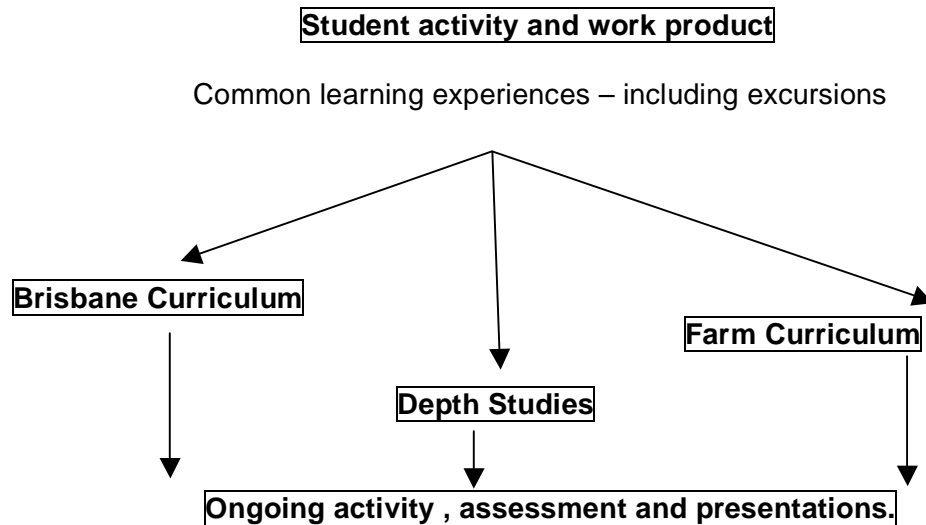 Student activity and work product
Common learning experiences – including excursions
Brisbane Curriculum
Farm Curriculum
Depth Studies
Ongoing activity , assessment and presentations.